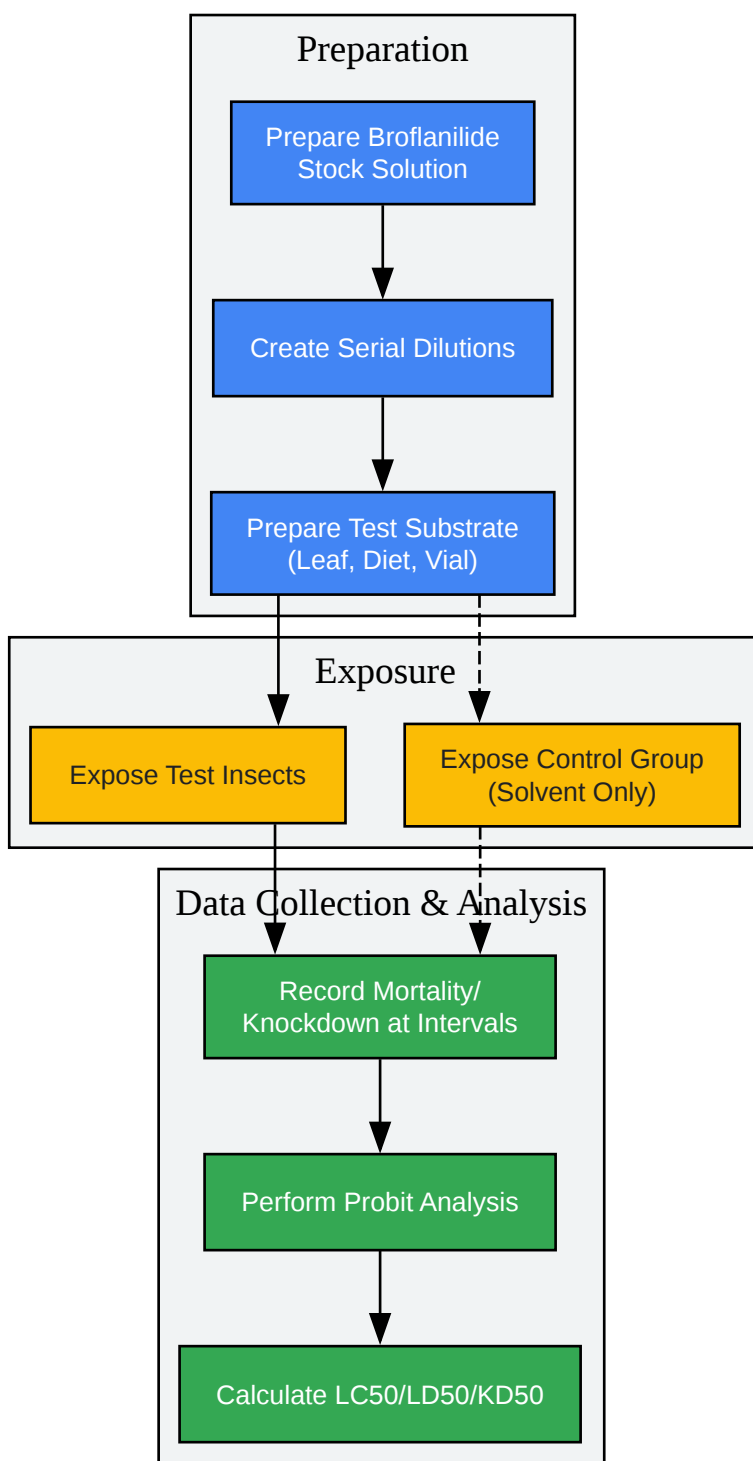 Preparation
Prepare Broflanilide
Stock Solution
Create Serial Dilutions
Prepare Test Substrate
(Leaf, Diet, Vial)
Exposure
Expose Test Insects
Expose Control Group
(Solvent Only)
Data Collection & Analysis
Record Mortality/
Knockdown at Intervals
Perform Probit Analysis
Calculate LC50/LD50/KD50